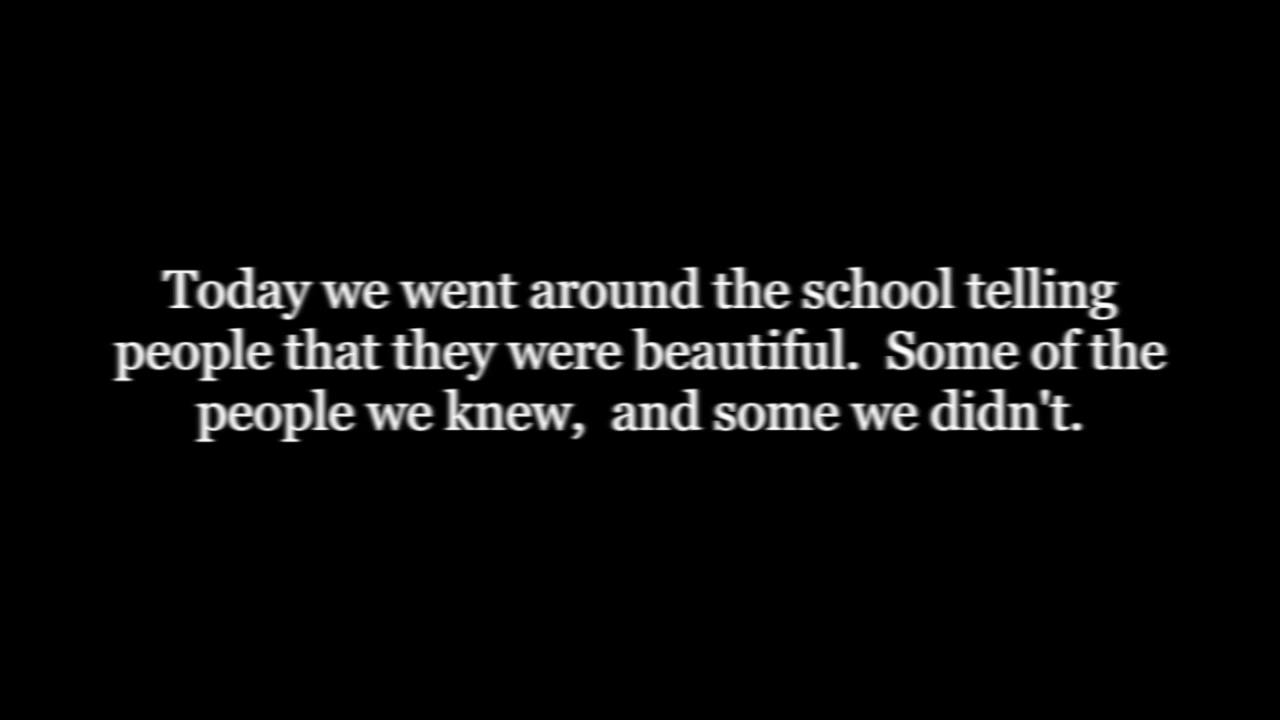 Today we went around the school telling
people that they were beautiful.  Some of the
people we knew,  and some we didn't.